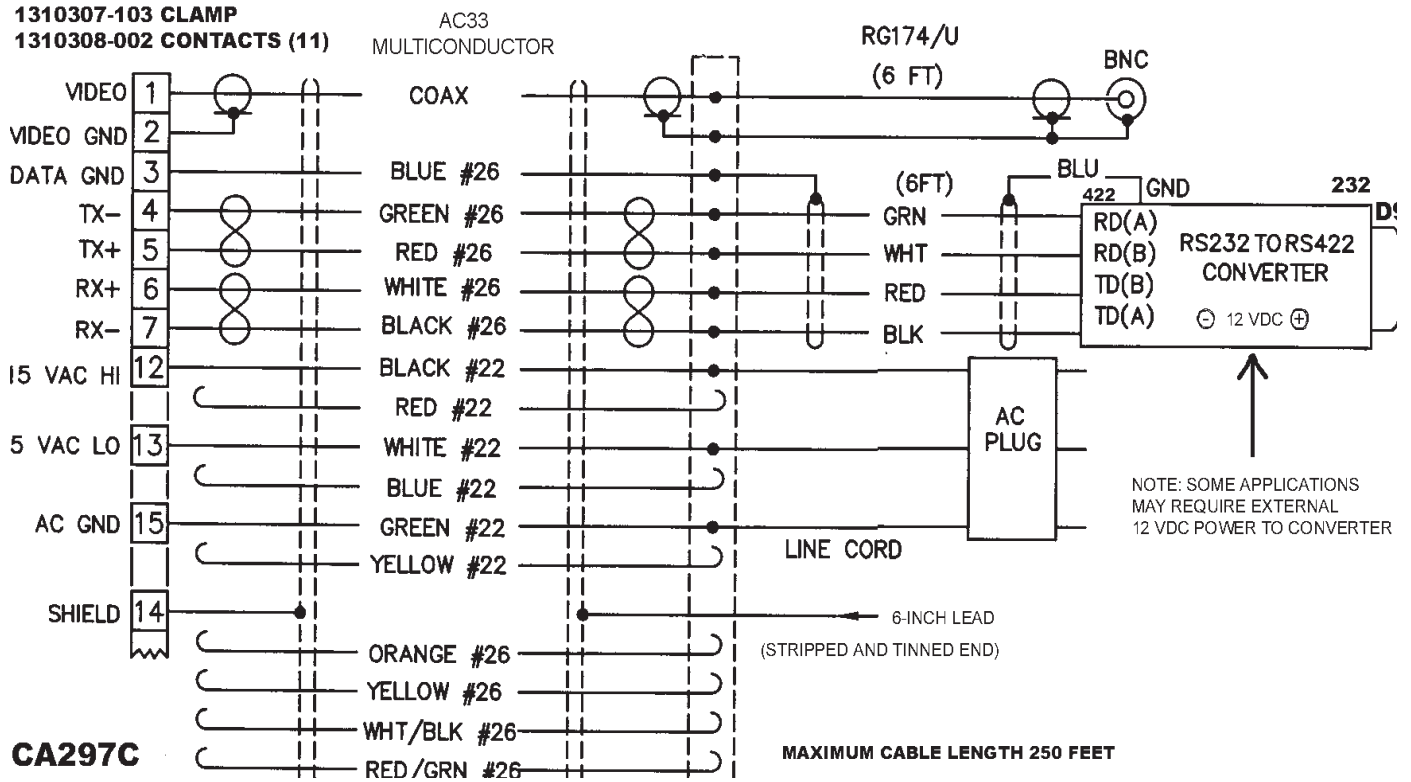 1310307-103 CLAMP
1310308-002 CONTACTS (11)
AC33
MULTICONDUCTOR
RG174/U
(6 FT)
BNC
VIDEO 1 COAX
VIDEO GND 2
DATA GND 3 BLUE #26
(6FT)
BLU
GND
422
232
TX- 4 GREEN #26 GRN RD(A)
TX+ 5 RED #26 WHT RD(B)
RX+ 6 WHITE #26 RED TD(B)
RX- 7 BLACK #26 BLK TD(A)
RS232 TO RS422
CONVERTER
- 12 VDC +
15 VAC HI 12 BLACK #22
RED #22
5 VAC LO 13 WHITE #22
BLUE #22
AC GND 15 GREEN #22
YELLOW #22
AC
PLUG
LINE CORD
NOTE: SOME APPLICATIONS
MAY REQUIRE EXTERNAL
12 VDC POWER TO CONVERTER
SHIELD 14
6-INCH LEAD
(STRIPPED AND TINNED END)
ORANGE #26
YELLOW #26
WHT/BLK #26
RED/GRN #26
CA297C
MAXIMUM CABLE LENGTH 250 FEET